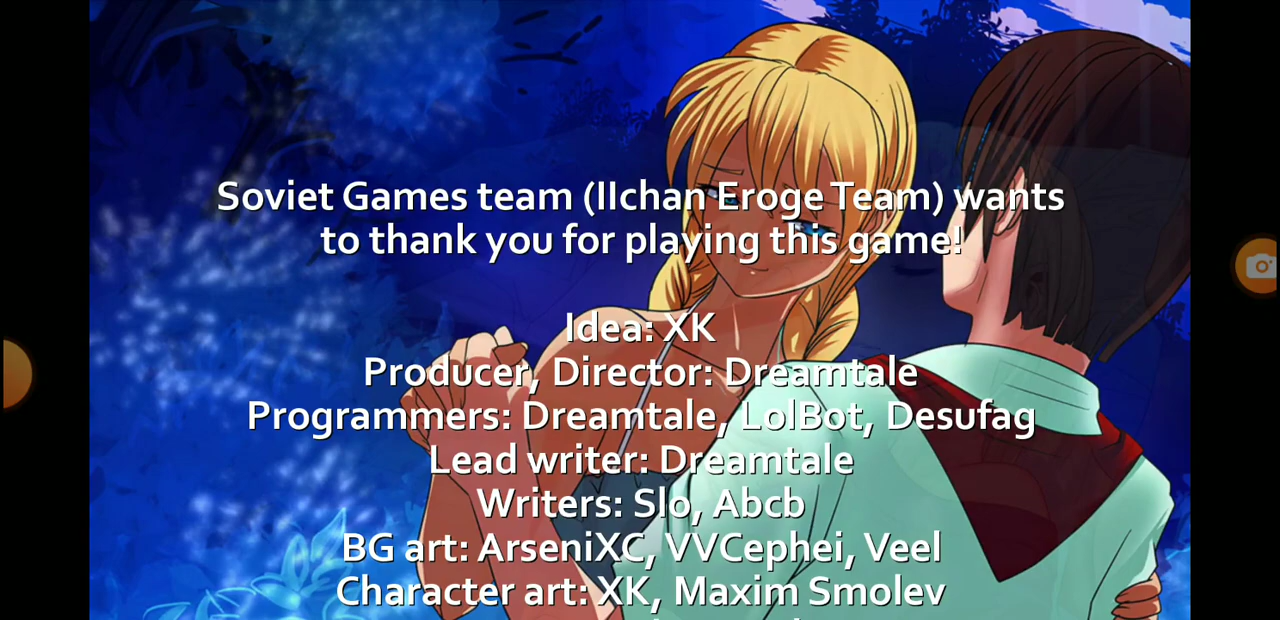 Soviet Games team (IIchan Eroge Team) wants
to thank you for playing this game!
Idea: XK
Producer, Director: Dreamtale
Programmers: Dreamtale, LolBot, Desufag
Lead writer: Dreamtale
Writers: Slo, Abcb
BG art: ArseniXC, VVCephei, Veel
Character art: XK, Maxim Smolev